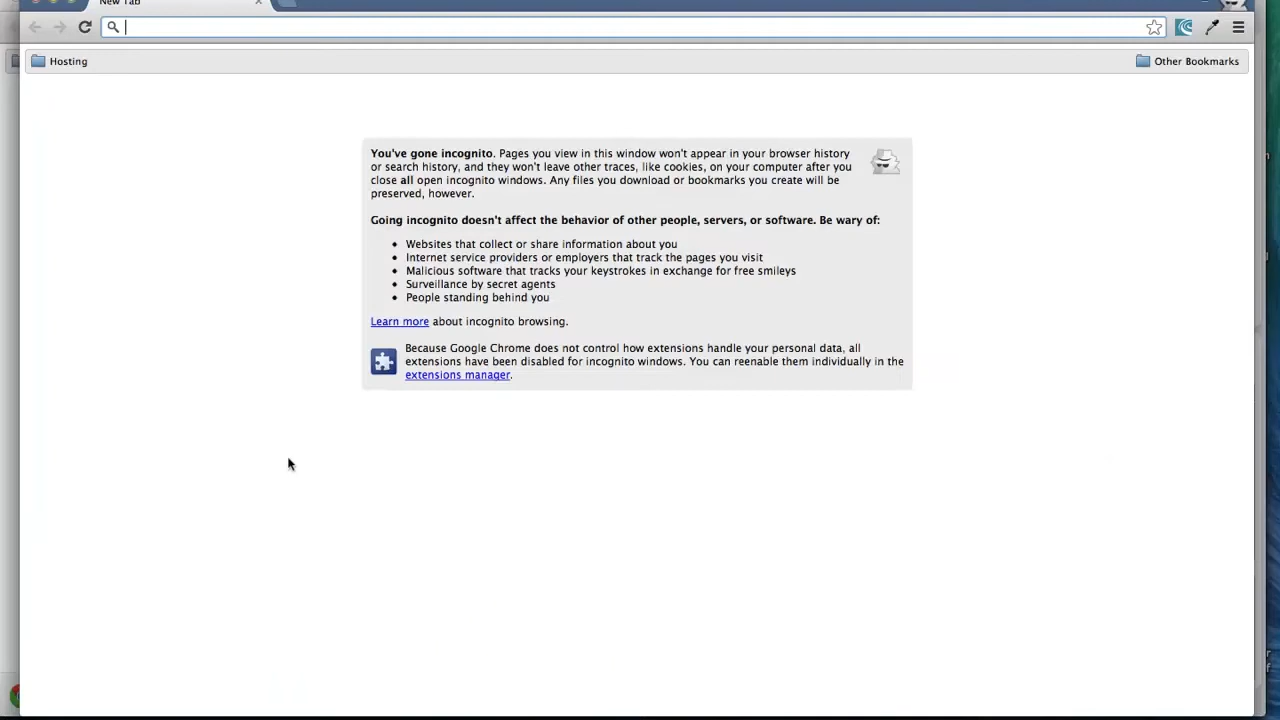 New Tab
Hosting
Other Bookmarks
You've gone incognito. Pages you view in this window won't appear in your browser history
or search history, and they won't leave other traces, like cookies, on your computer after you
close all open incognito windows. Any files you download or bookmarks you create will be
preserved, however.
Going incognito doesn't affect the behavior of other people, servers, or software. Be wary of:
• Websites that collect or share information about you
• Internet service providers or employers that track the pages you visit
• Malicious software that tracks your keystrokes in exchange for free smileys
• Surveillance by secret agents
• People standing behind you
Learn more about incognito browsing.
Because Google Chrome does not control how extensions handle your personal data, all
extensions have been disabled for incognito windows. You can reenable them individually in the
extensions manager.